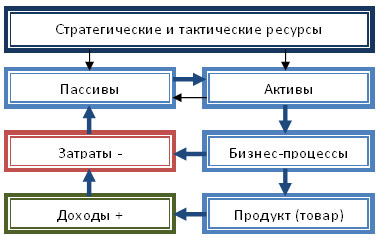 Стратегические и тактические ресурсы
Пассивы
Активы
Затраты -
Бизнес-процессы
Доходы +
Продукт (товар)